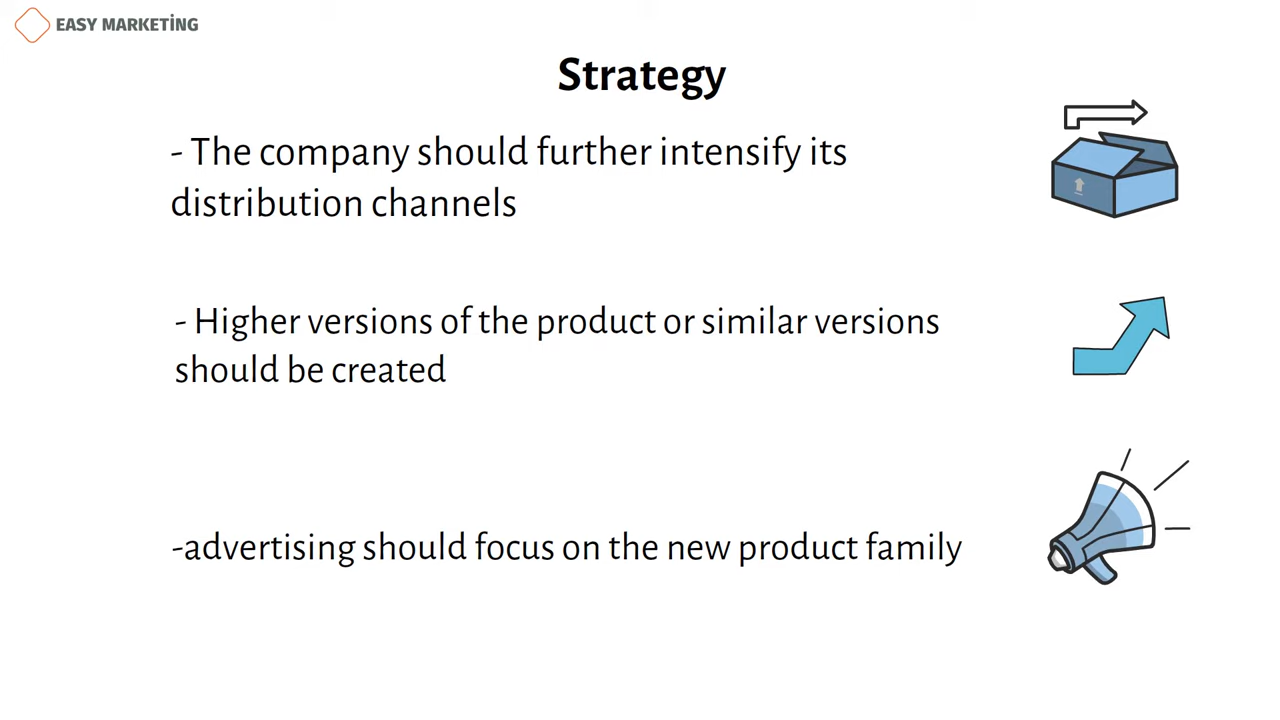 EASY MARKETİNG
Strategy
- The company should further intensify its
distribution channels
- Higher versions of the product or similar versions
should be created
-advertising should focus on the new product family